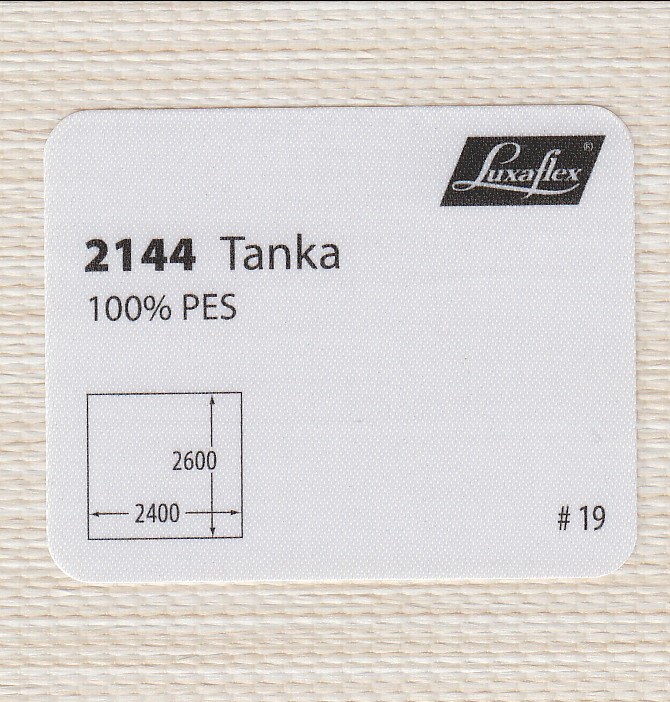 Luxaflex®
2144 Tanka
100% PES
2600
2400
# 19